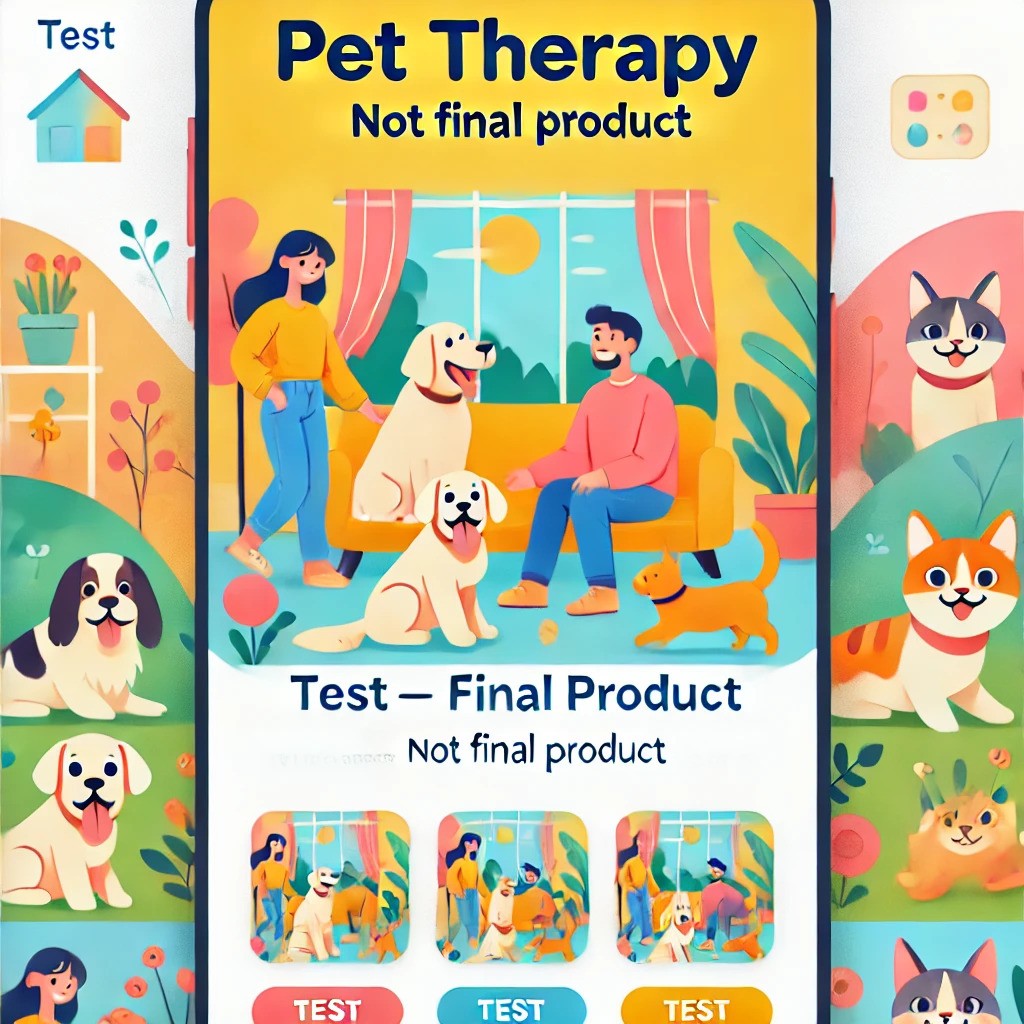 Test
Pet Therapy
Not final product
Test – Final Product
Not final product
TEST
TEST
TEST